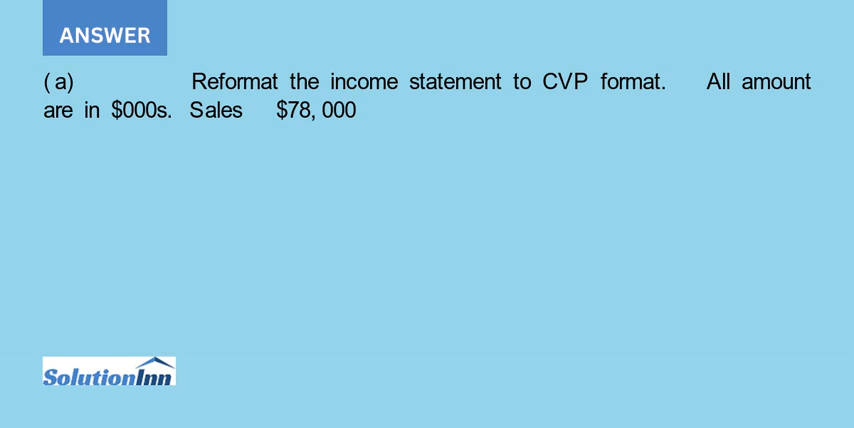 ANSWER
( a) Reformat the income statement to CVP format. All amount
are in $000s. Sales $78, 000
SolutionInn